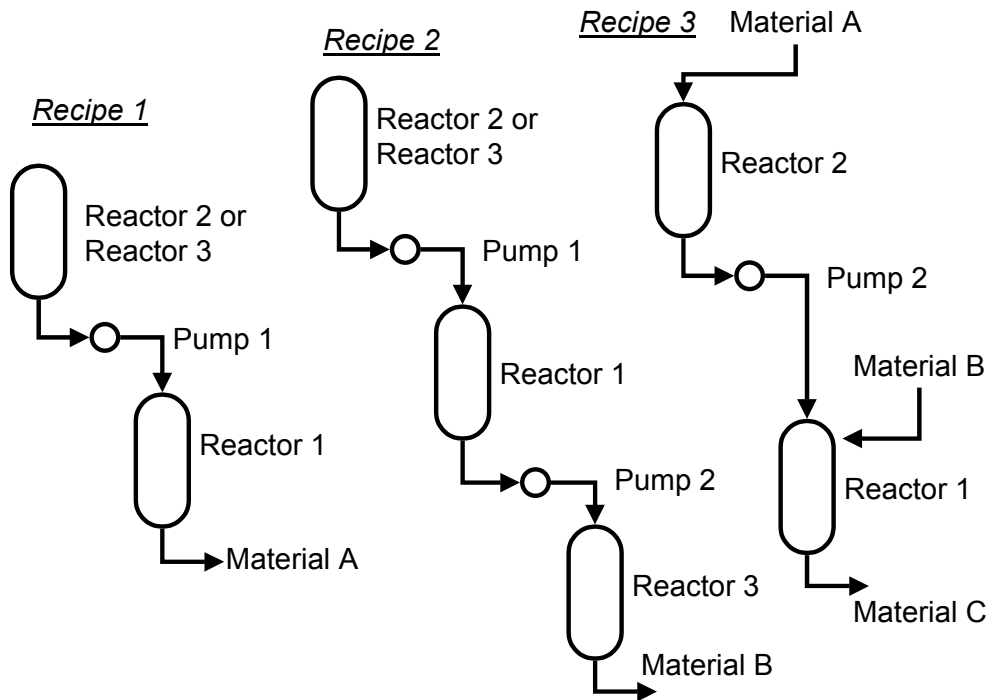 Recipe 1
Reactor 2 or
Reactor 3
Pump 1
Reactor 1
Material A
Recipe 2
Reactor 2 or
Reactor 3
Pump 1
Reactor 1
Pump 2
Reactor 3
Material B
Recipe 3
Material A
Reactor 2
Pump 2
Material B
Reactor 1
Material C